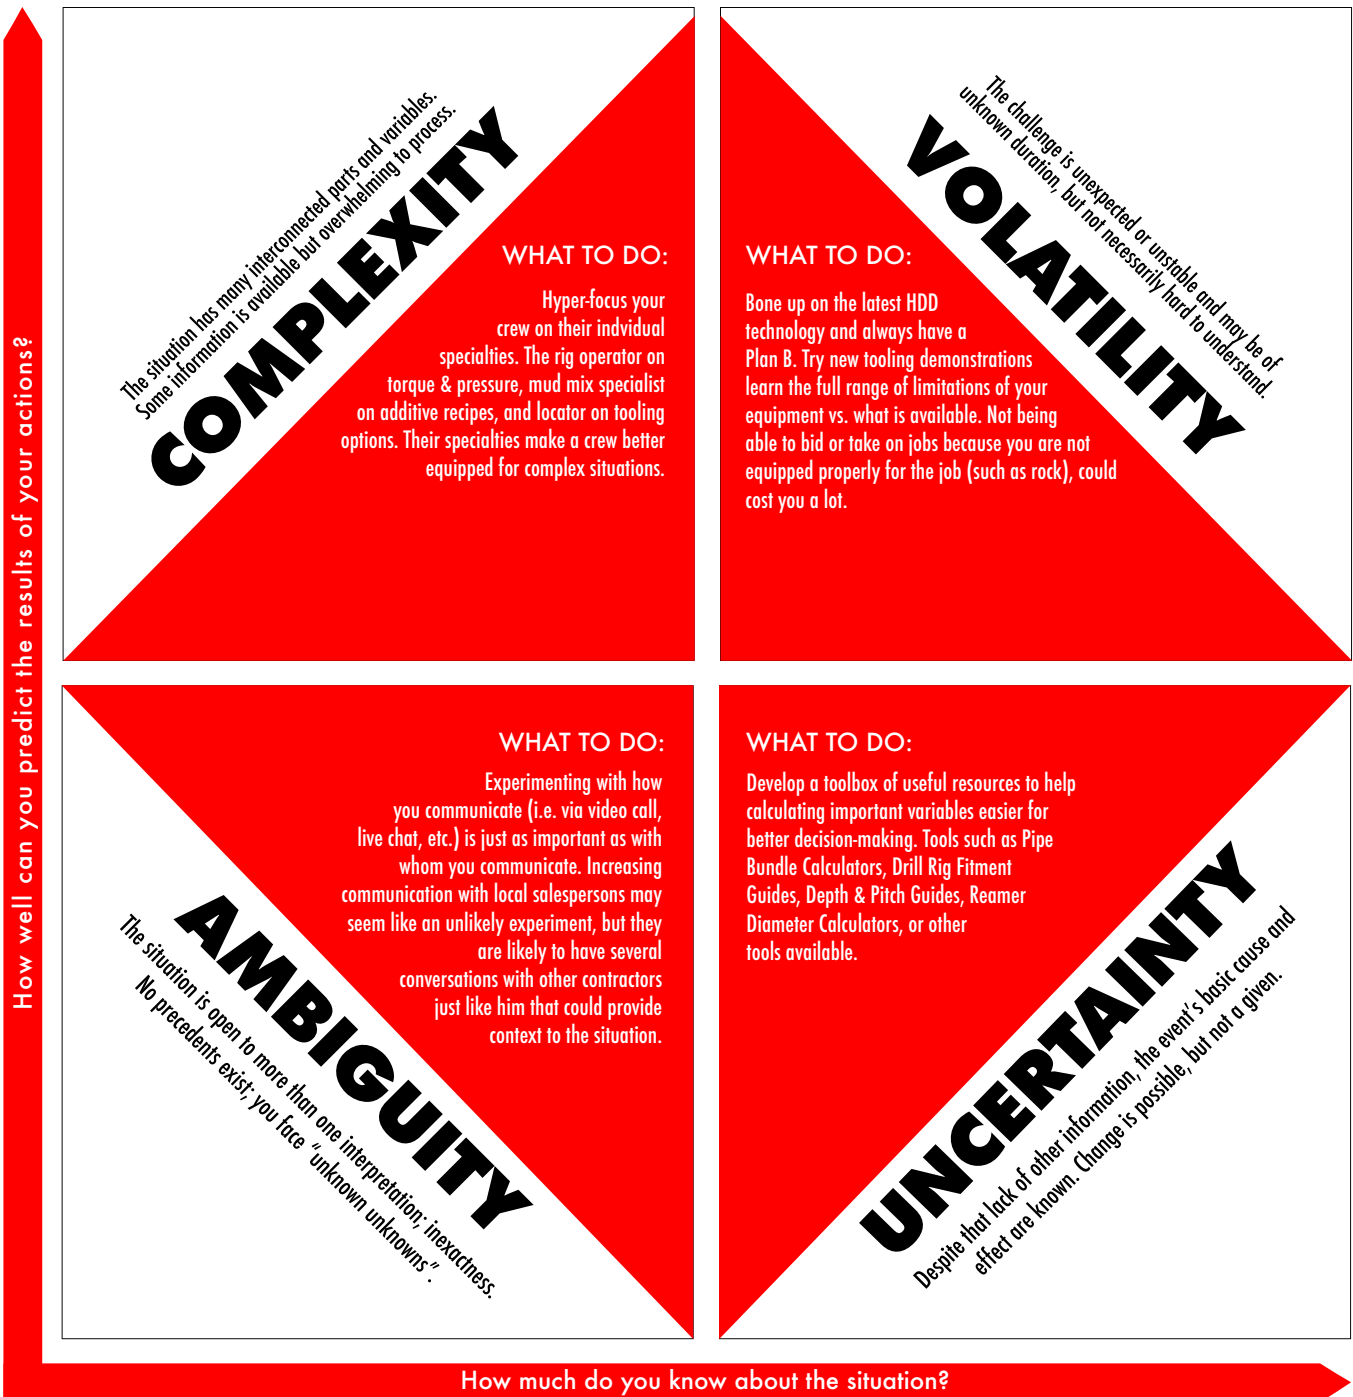 How well can you predict the results of your actions?
The situation has many interconnected parts and variables.
Some information is available but overwhelming to process.
COMPLEXITY
WHAT TO DO:
Hyper-focus your
crew on their indvidual
specialties. The rig operator on
torque & pressure, mud mix specialist
on additive recipes, and locator on tooling
options. Their specialties make a crew better
equipped for complex situations.
The challenge is unexpected or unstable and may be of
unknown duration, but not necessarily hard to understand.
VOLATILITY
WHAT TO DO:
Bone up on the latest HDD
technology and always have a
Plan B. Try new tooling demonstrations
learn the full range of limitations of your
equipment vs. what is available. Not being
able to bid or take on jobs because you are not
equipped properly for the job (such as rock), could
cost you a lot.
WHAT TO DO:
Experimenting with how
you communicate (i.e. via video call,
live chat, etc.) is just as important as with
whom you communicate. Increasing
communication with local salespersons may
seem like an unlikely experiment, but they
are likely to have several
conversations with other contractors
just like him that could provide
context to the situation.
AMBIGUITY
The situation is open to more than one interpretation; inexactness.
No precedents exist; you face "unknown unknowns".
WHAT TO DO:
Develop a toolbox of useful resources to help
calculating important variables easier for
better decision-making. Tools such as Pipe
Bundle Calculators, Drill Rig Fitment
Guides, Depth & Pitch Guides, Reamer
Diameter Calculators, or other
tools available.
UNCERTAINTY
Despite that lack of other information, the event's basic cause and
effect are known. Change is possible, but not a given.
How much do you know about the situation?